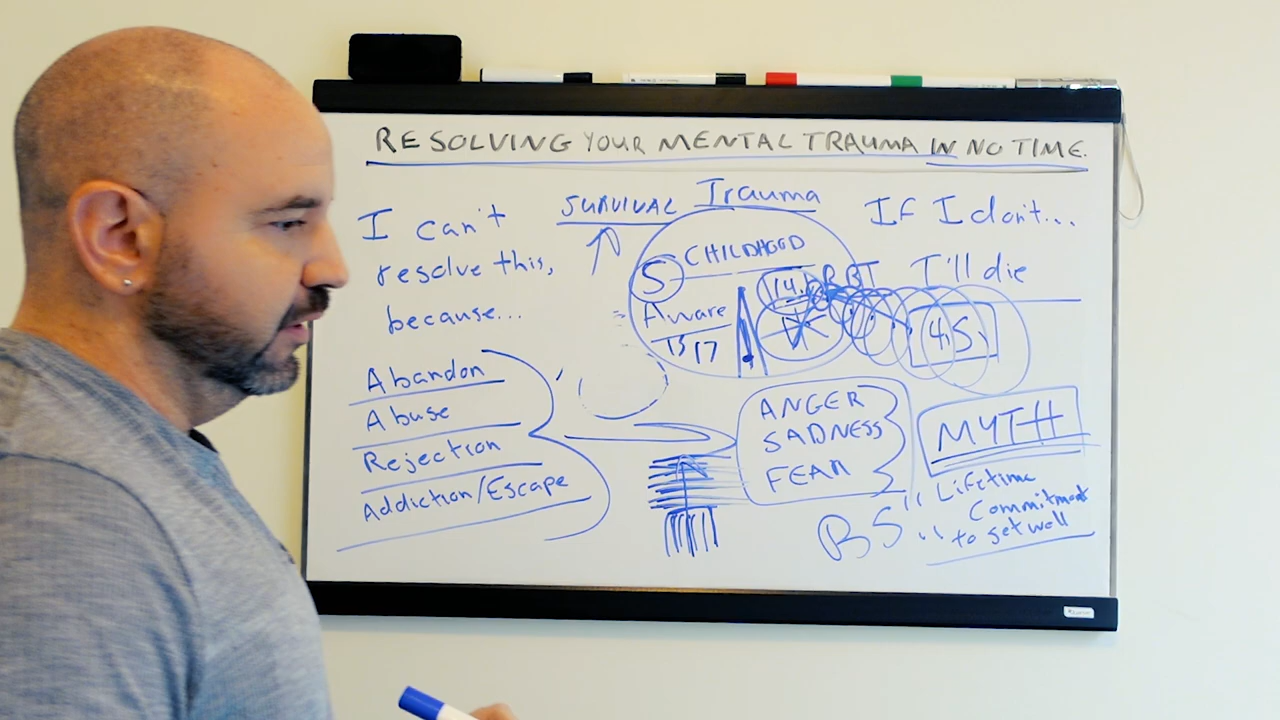 RESOLVING YOUR MENTAL TRAUMA IN NO TIME.
I can't
resolve this,
because...
Abandon
Abuse
Rejection
Addiction/Escape
SURVIVAL
Trauma
CHILDHOOD
5
Aware
17
14
ANGER
SADNESS
FEAR
If I don't...
I'll die
45
MYTH
BS
"Lifetime
Commitment
to get well